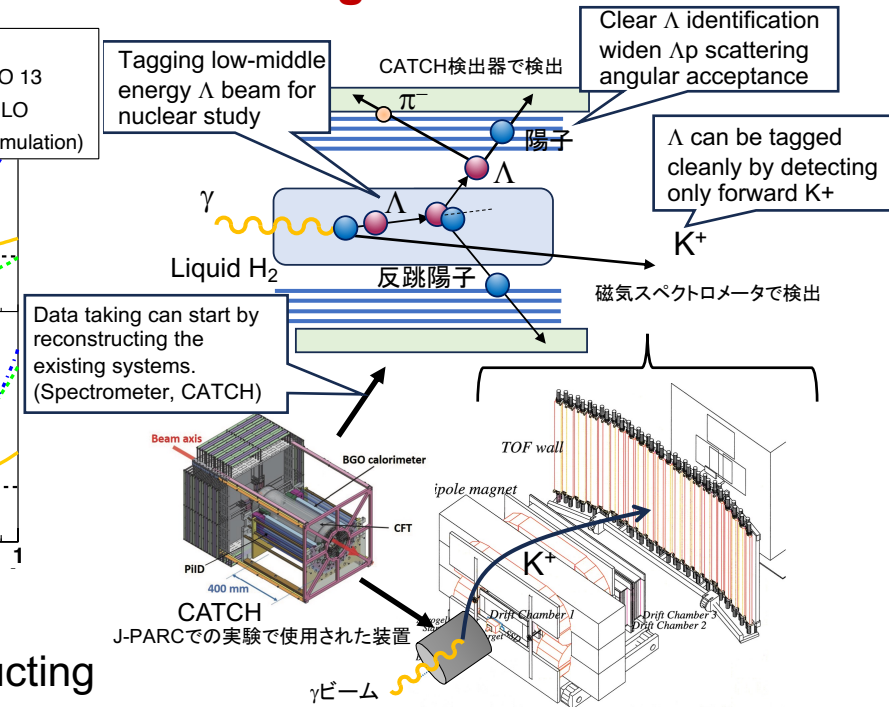 O 13
LO
mulation)
1
Tagging low-middle
energy Λ beam for
nuclear study
CATCH検出器で検出
Clear Λ identification
widen Λp scattering
angular acceptance
π⁻
陽子
Λ
Λ can be tagged
cleanly by detecting
only forward K+
γ
Λ
K⁺
Liquid H₂
反跳陽子
磁気スペクトロメータで検出
Data taking can start by
reconstructing the
existing systems.
(Spectrometer, CATCH)
Beam axis
BGO calorimeter
CFT
PiID
400 mm
CATCH
J-PARCでの実験で使用された装置
TOF wall
ipole magnet
K⁺
Drift Chamber 1
Drift Chamber 3
Drift Chamber 2
ucting
γビーム